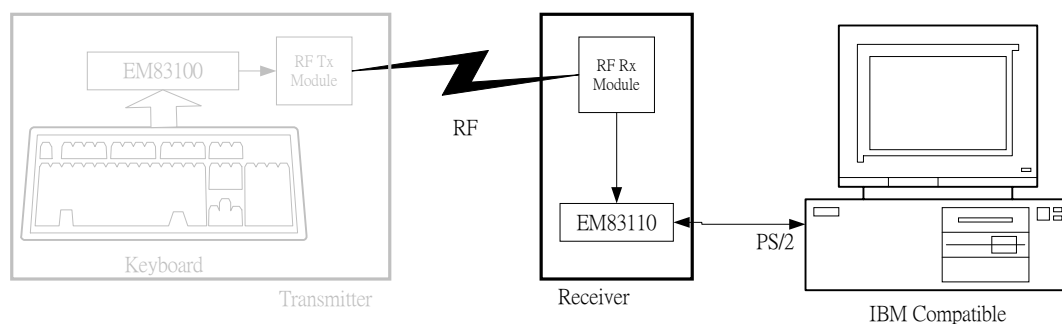 EM83100
RF Tx
Module
Keyboard
Transmitter
RF
RF Rx
Module
EM83110
Receiver
PS/2
IBM Compatible